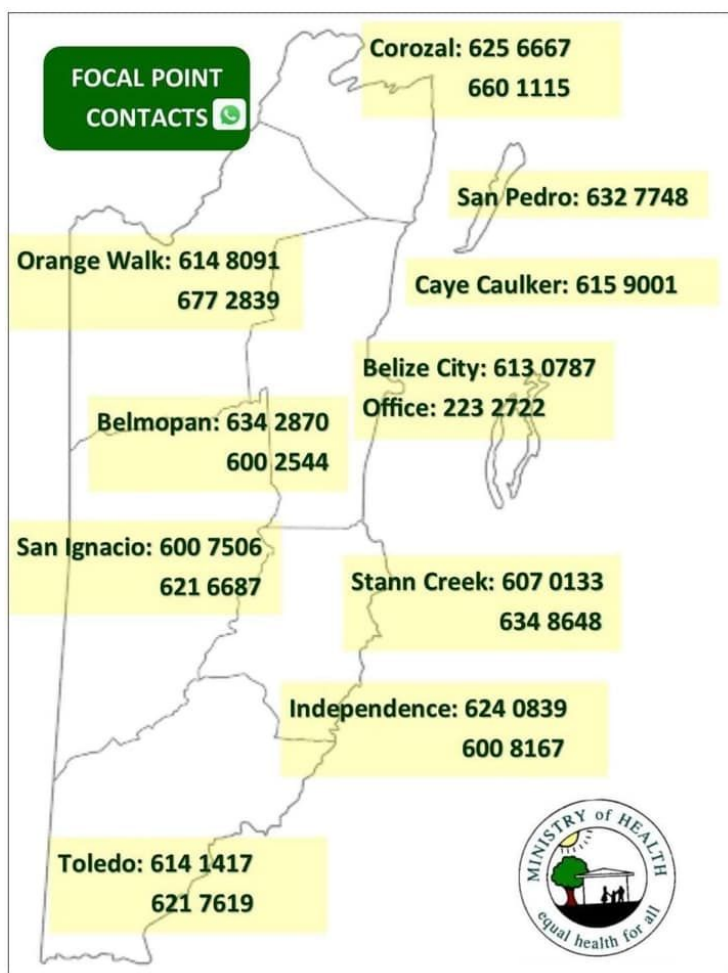 FOCAL POINT
CONTACTS
Corozal: 625 6667
660 1115
San Pedro: 632 7748
Orange Walk: 614 8091
677 2839
Caye Caulker: 615 9001
Belize City: 613 0787
Office: 223 2722
Belmopan: 634 2870
600 2544
San Ignacio: 600 7506
621 6687
Stann Creek: 607 0133
634 8648
Independence: 624 0839
600 8167
Toledo: 614 1417
621 7619
MINISTRY of HEALTH
equal health for all